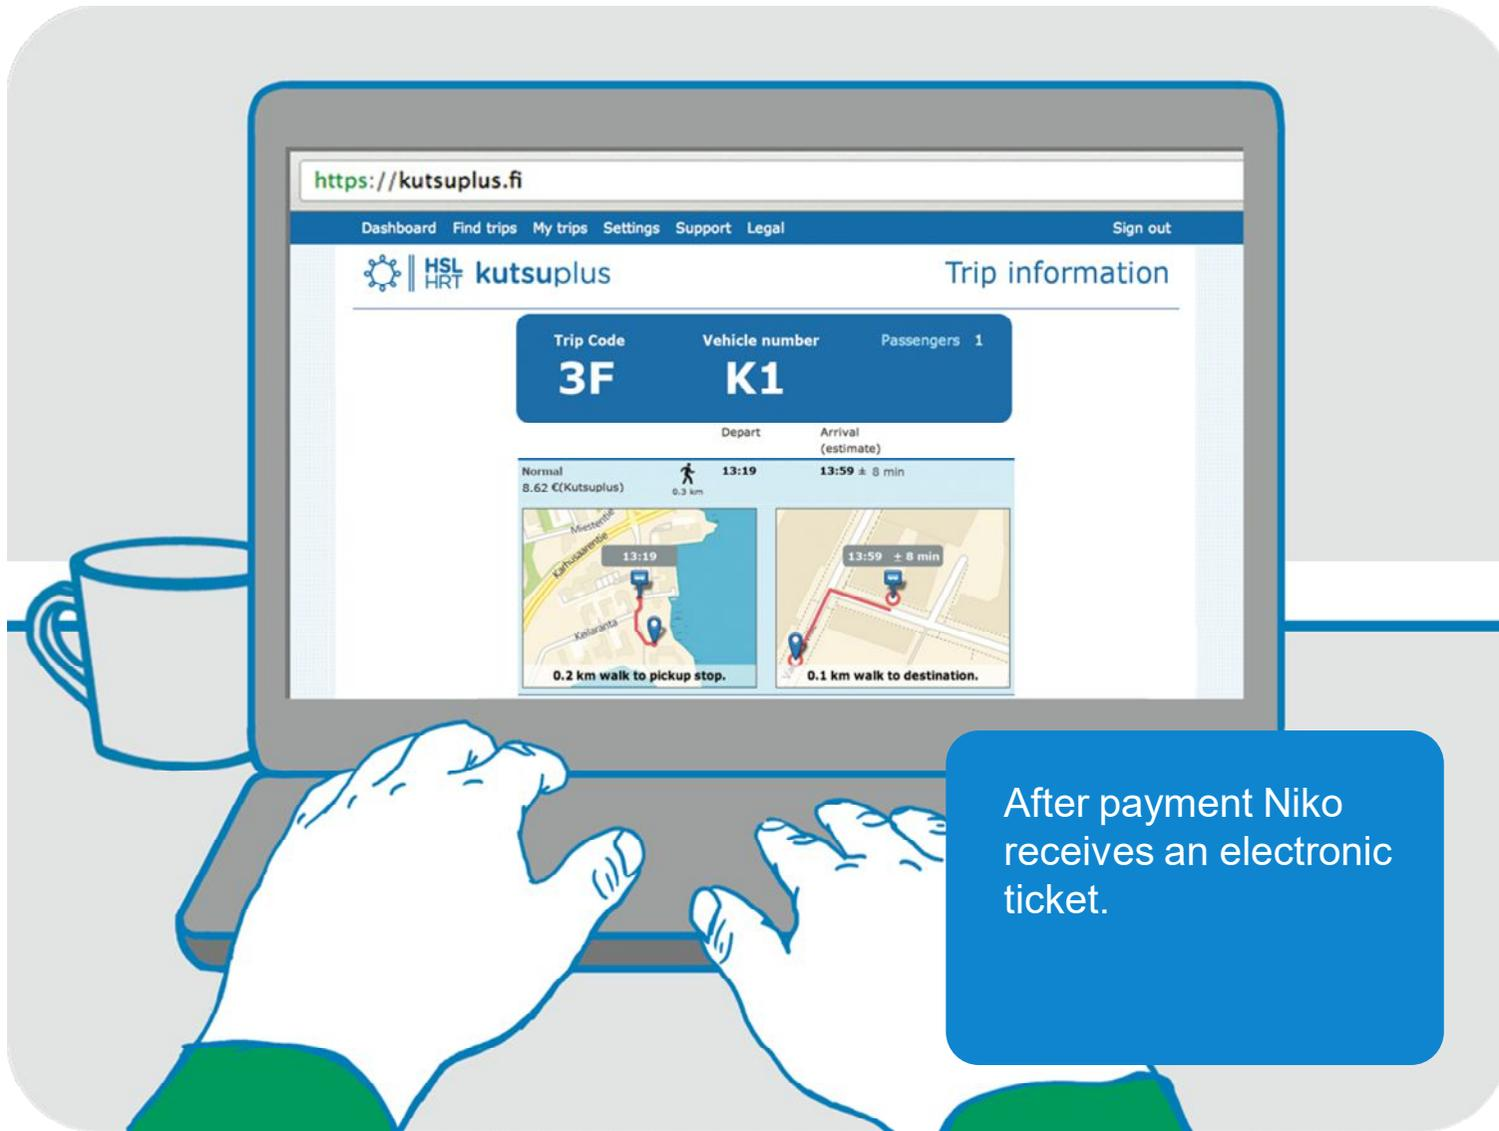 https://kutsuplus.fi
Dashboard Find trips My trips Settings Support Legal Sign out
HSL HRT kutsuplus Trip information
Trip Code Vehicle number Passengers 1
3F K1
Depart Arrival
(estimate)
Normal 13:19 13:59 ± 8 min
8.62 €(Kutsuplus) 0.3 km
Miestentie
Karhusaarentie
13:19
Keilaranta
0.2 km walk to pickup stop.
13:59 ± 8 min
0.1 km walk to destination.
After payment Niko
receives an electronic
ticket.